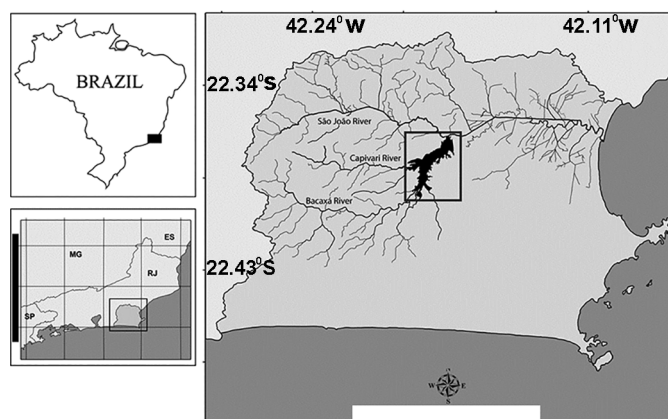 42.24⁰W
42.11⁰W
22.34⁰S
BRAZIL
São João River
Capivari River
Bacaxá River
22.43⁰S
ES
MG
RJ
SP
N
W E
S